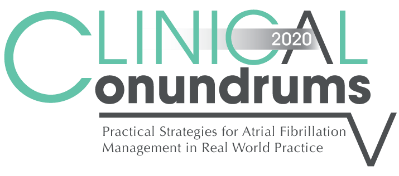 CLINICAL
2020
Conundrums
Practical Strategies for Atrial Fibrillation
Management in Real World Practice